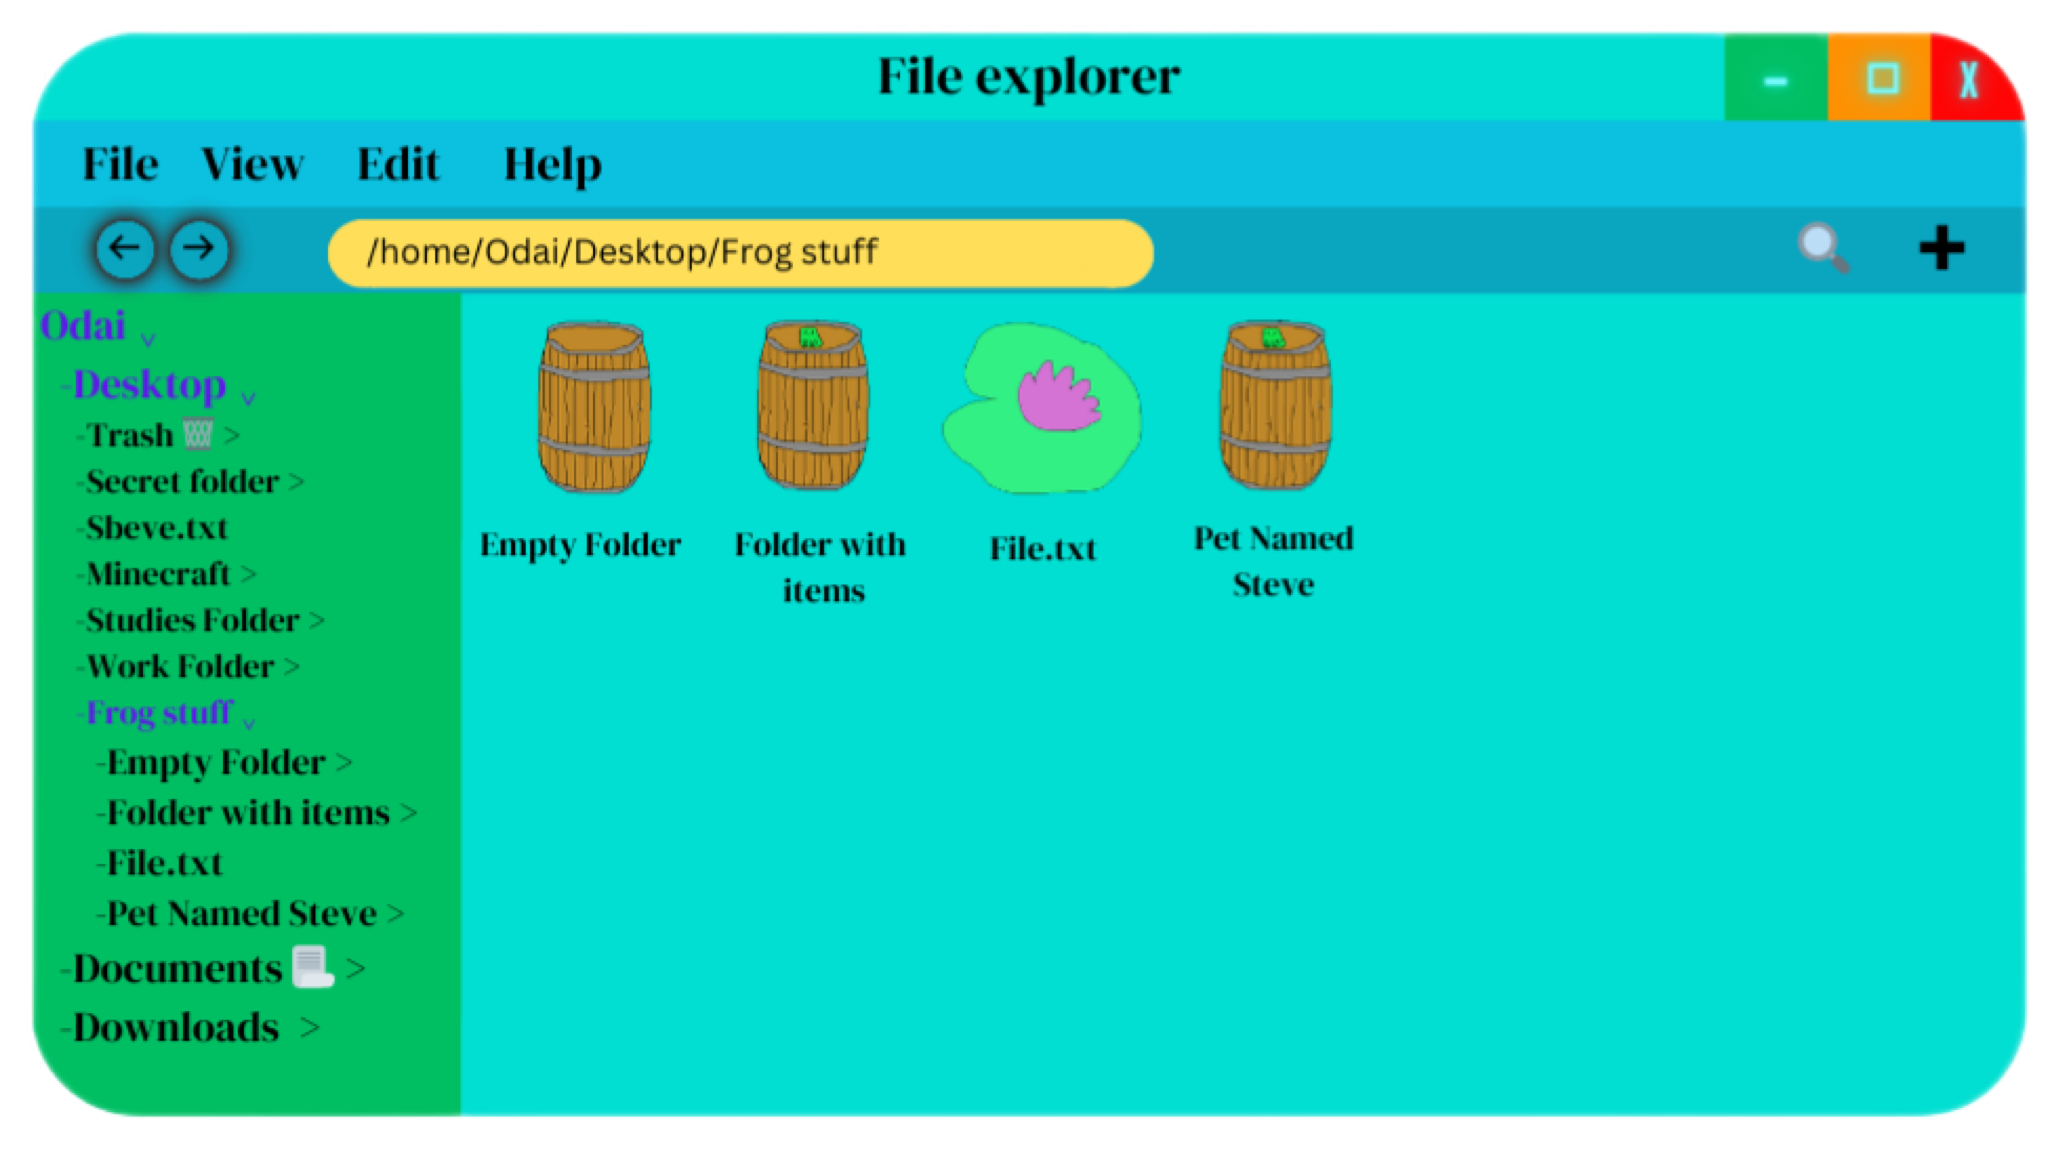 File explorer
-
X
File View Edit Help
← → /home/Odai/Desktop/Frog stuff +
Odai ˅
-Desktop ˅
-Trash >
-Secret folder >
-Sbeve.txt
-Minecraft >
-Studies Folder >
-Work Folder >
-Frog stuff ˅
-Empty Folder >
-Folder with items >
-File.txt
-Pet Named Steve >
-Documents >
-Downloads >
Empty Folder
Folder with
items
File.txt
Pet Named
Steve